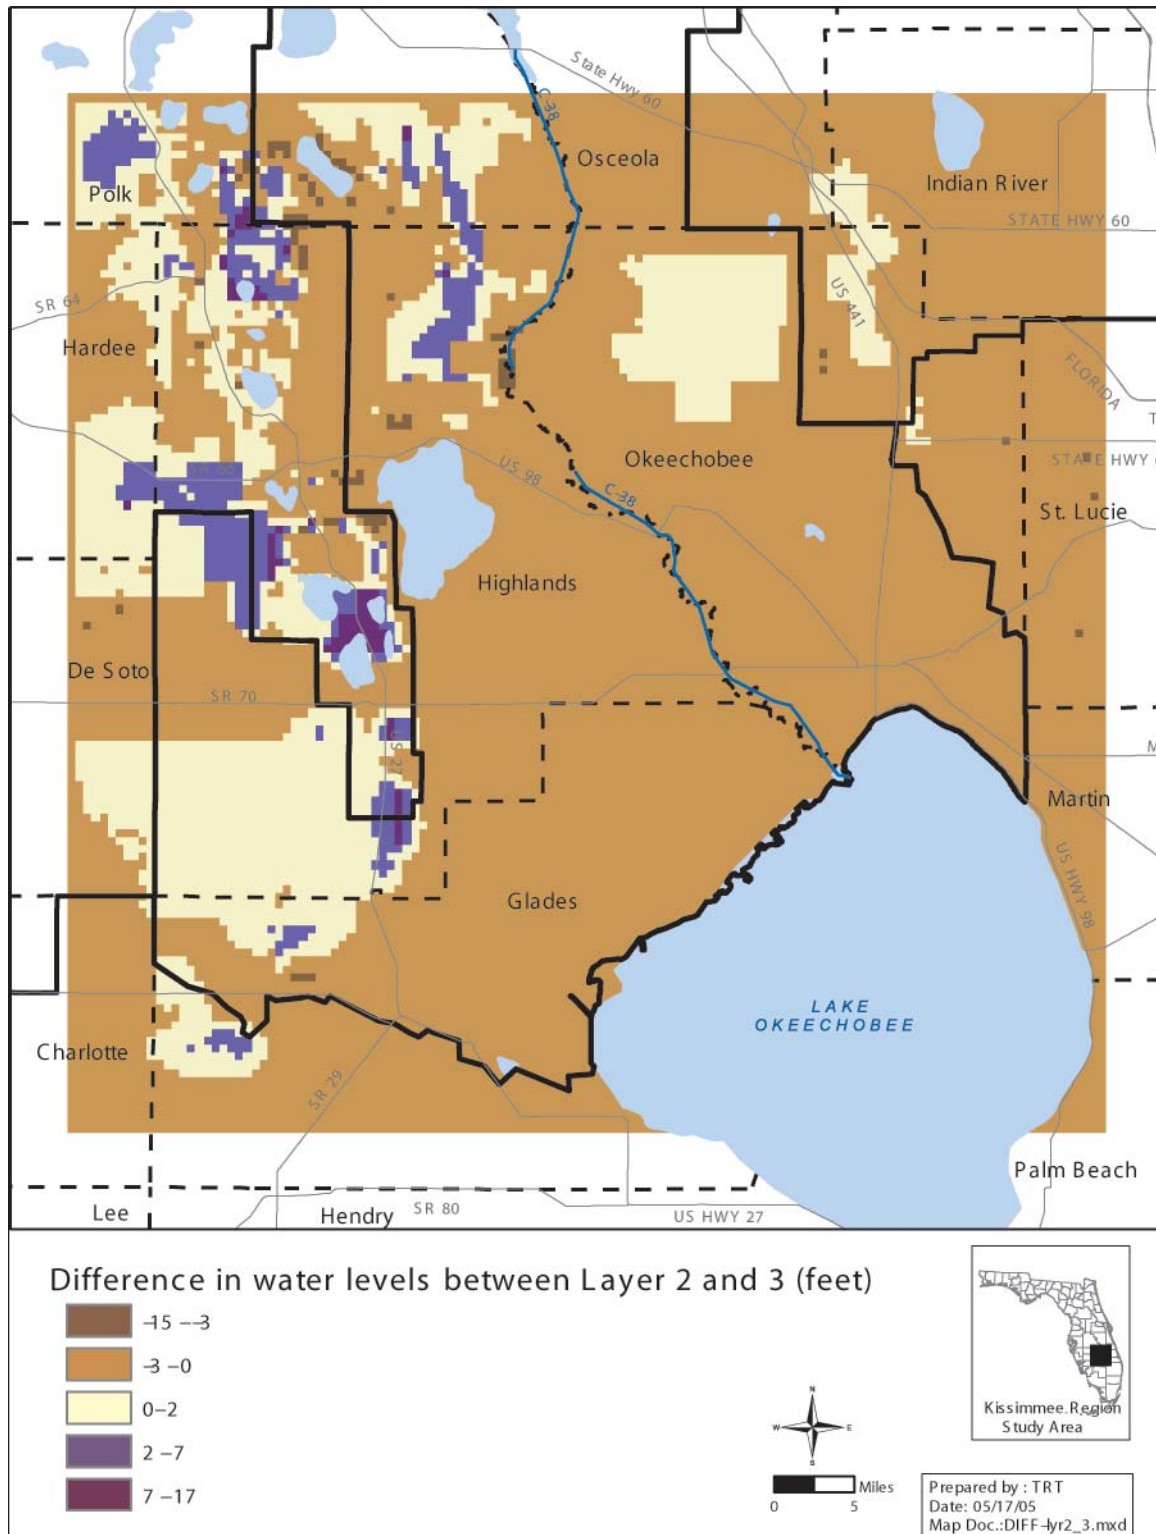 State Hwy 60
C-38
Osceola
Indian River
Polk
STATE HWY 60
SR 64
US 441
Hardee
FLORIDA
T
Okeechobee
US 98
STATE HWY
C-38
St. Lucie
Highlands
De Soto
SR 70
US 27
M
Martin
US HWY 98
Glades
LAKE
OKEECHOBEE
Charlotte
SR 29
Palm Beach
Lee
Hendry
SR 80
US HWY 27
Difference in water levels between Layer 2 and 3 (feet)
-15 --3
-3 -0
0-2
2 -7
7 -17
N
W
E
S
Miles
0
5
Kissimmee Region
Study Area
Prepared by : TRT
Date: 05/17/05
Map Doc.:DIFF-lyr2_3.mxd